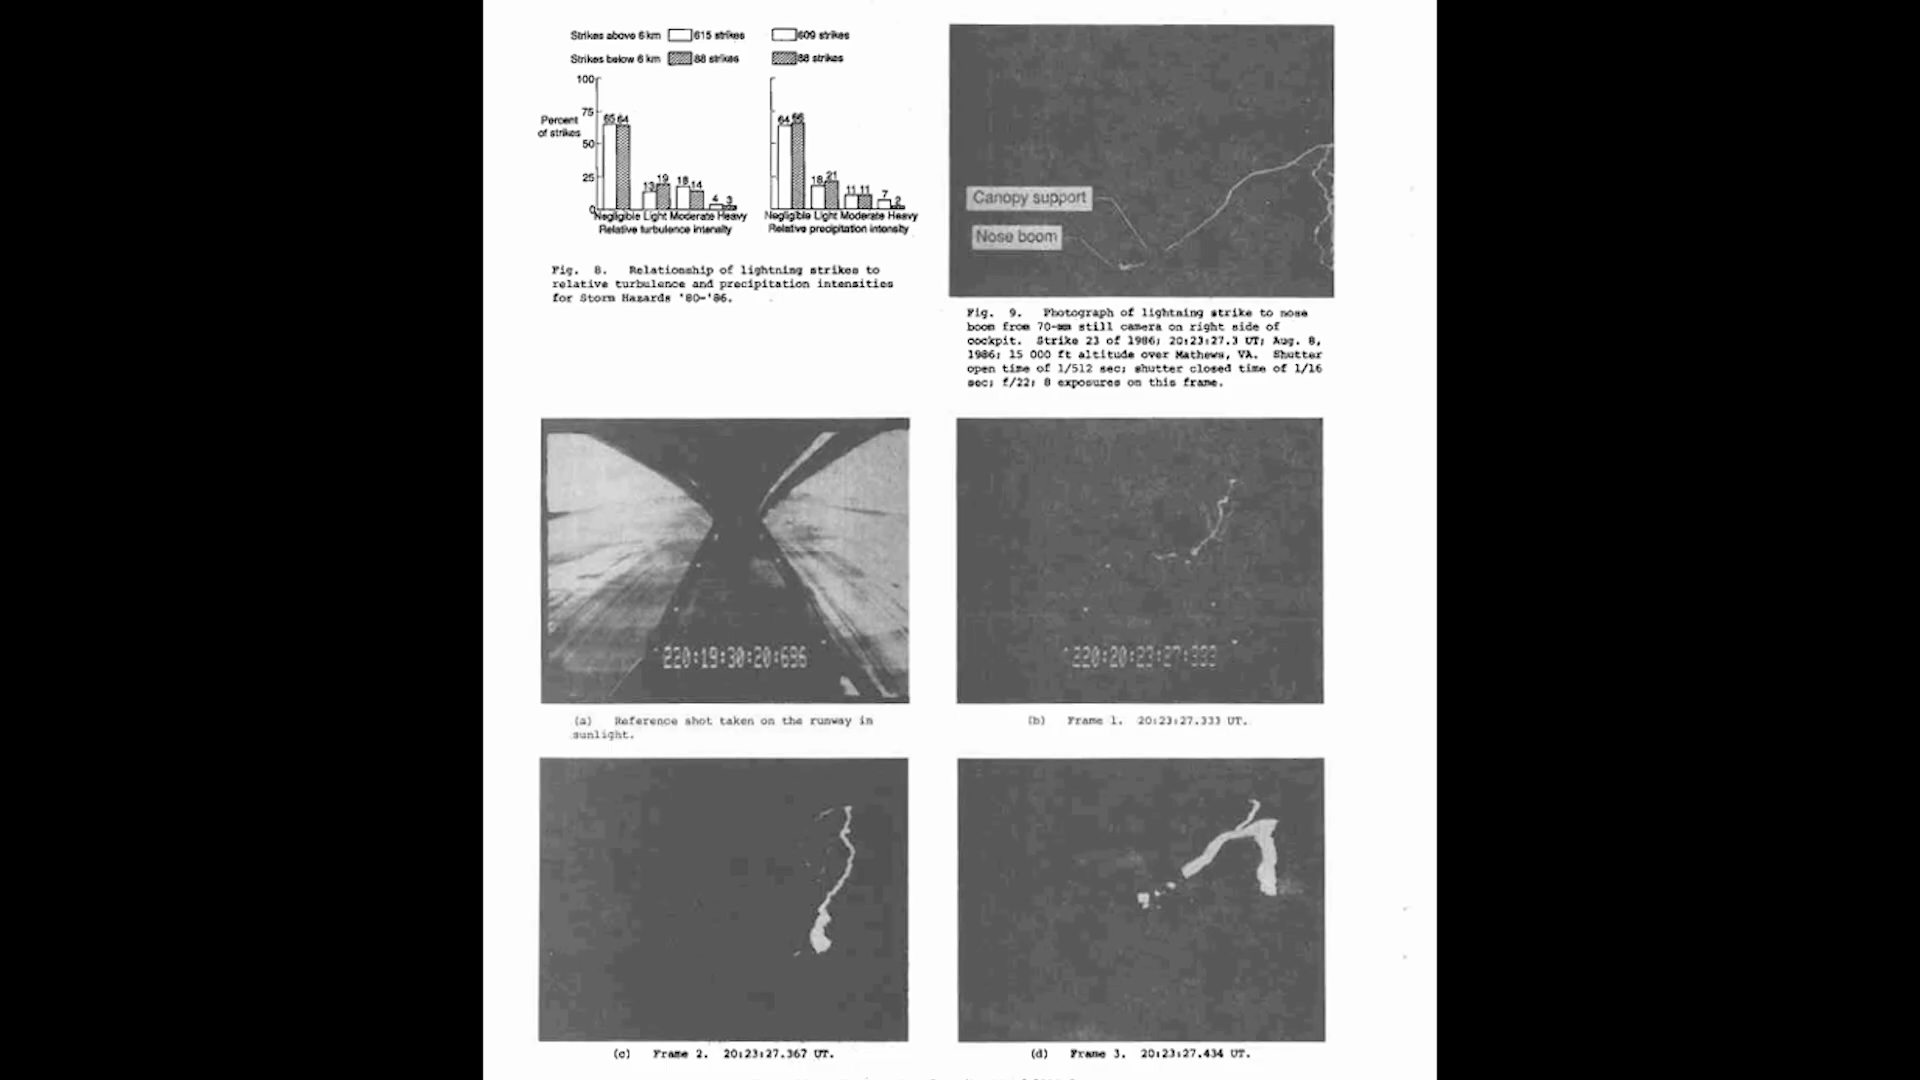 Strikes above 6 km 615 strikes 609 strikes
Strikes below 6 km 88 strikes 88 strikes
100
75
50
25
0
Percent
of strikes
65 64
13 19
18 14
4 3
Negligible Light Moderate Heavy
Relative turbulence intensity
64 66
18 21
11 11
7 2
Negligible Light Moderate Heavy
Relative precipitation intensity
Fig. 8. Relationship of lightning strikes to
relative turbulence and precipitation intensities
for Storm Hazards '80-'86.
Canopy support
Nose boom
Fig. 9. Photograph of lightning strike to nose
boom from 70-mm still camera on right side of
cockpit. Strike 23 of 1986; 20:23:27.3 UT; Aug. 8,
1986; 15 000 ft altitude over Mathews, VA. Shutter
open time of 1/512 sec; shutter closed time of 1/16
sec; f/22; 8 exposures on this frame.
220:19:30:20:696
(a) Reference shot taken on the runway in
sunlight.
220:20:23:27:333
(b) Frame 1. 20:23:27.333 UT.
(c) Frame 2. 20:23:27.367 UT.
(d) Frame 3. 20:23:27.434 UT.